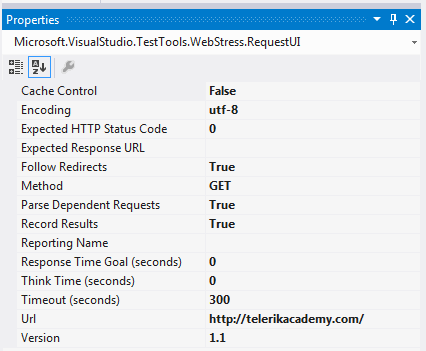 Properties
Microsoft.VisualStudio.TestTools.WebStress.RequestUI
Cache Control False
Encoding utf-8
Expected HTTP Status Code 0
Expected Response URL
Follow Redirects True
Method GET
Parse Dependent Requests True
Record Results True
Reporting Name
Response Time Goal (seconds) 0
Think Time (seconds) 0
Timeout (seconds) 300
Url http://telerikacademy.com/
Version 1.1